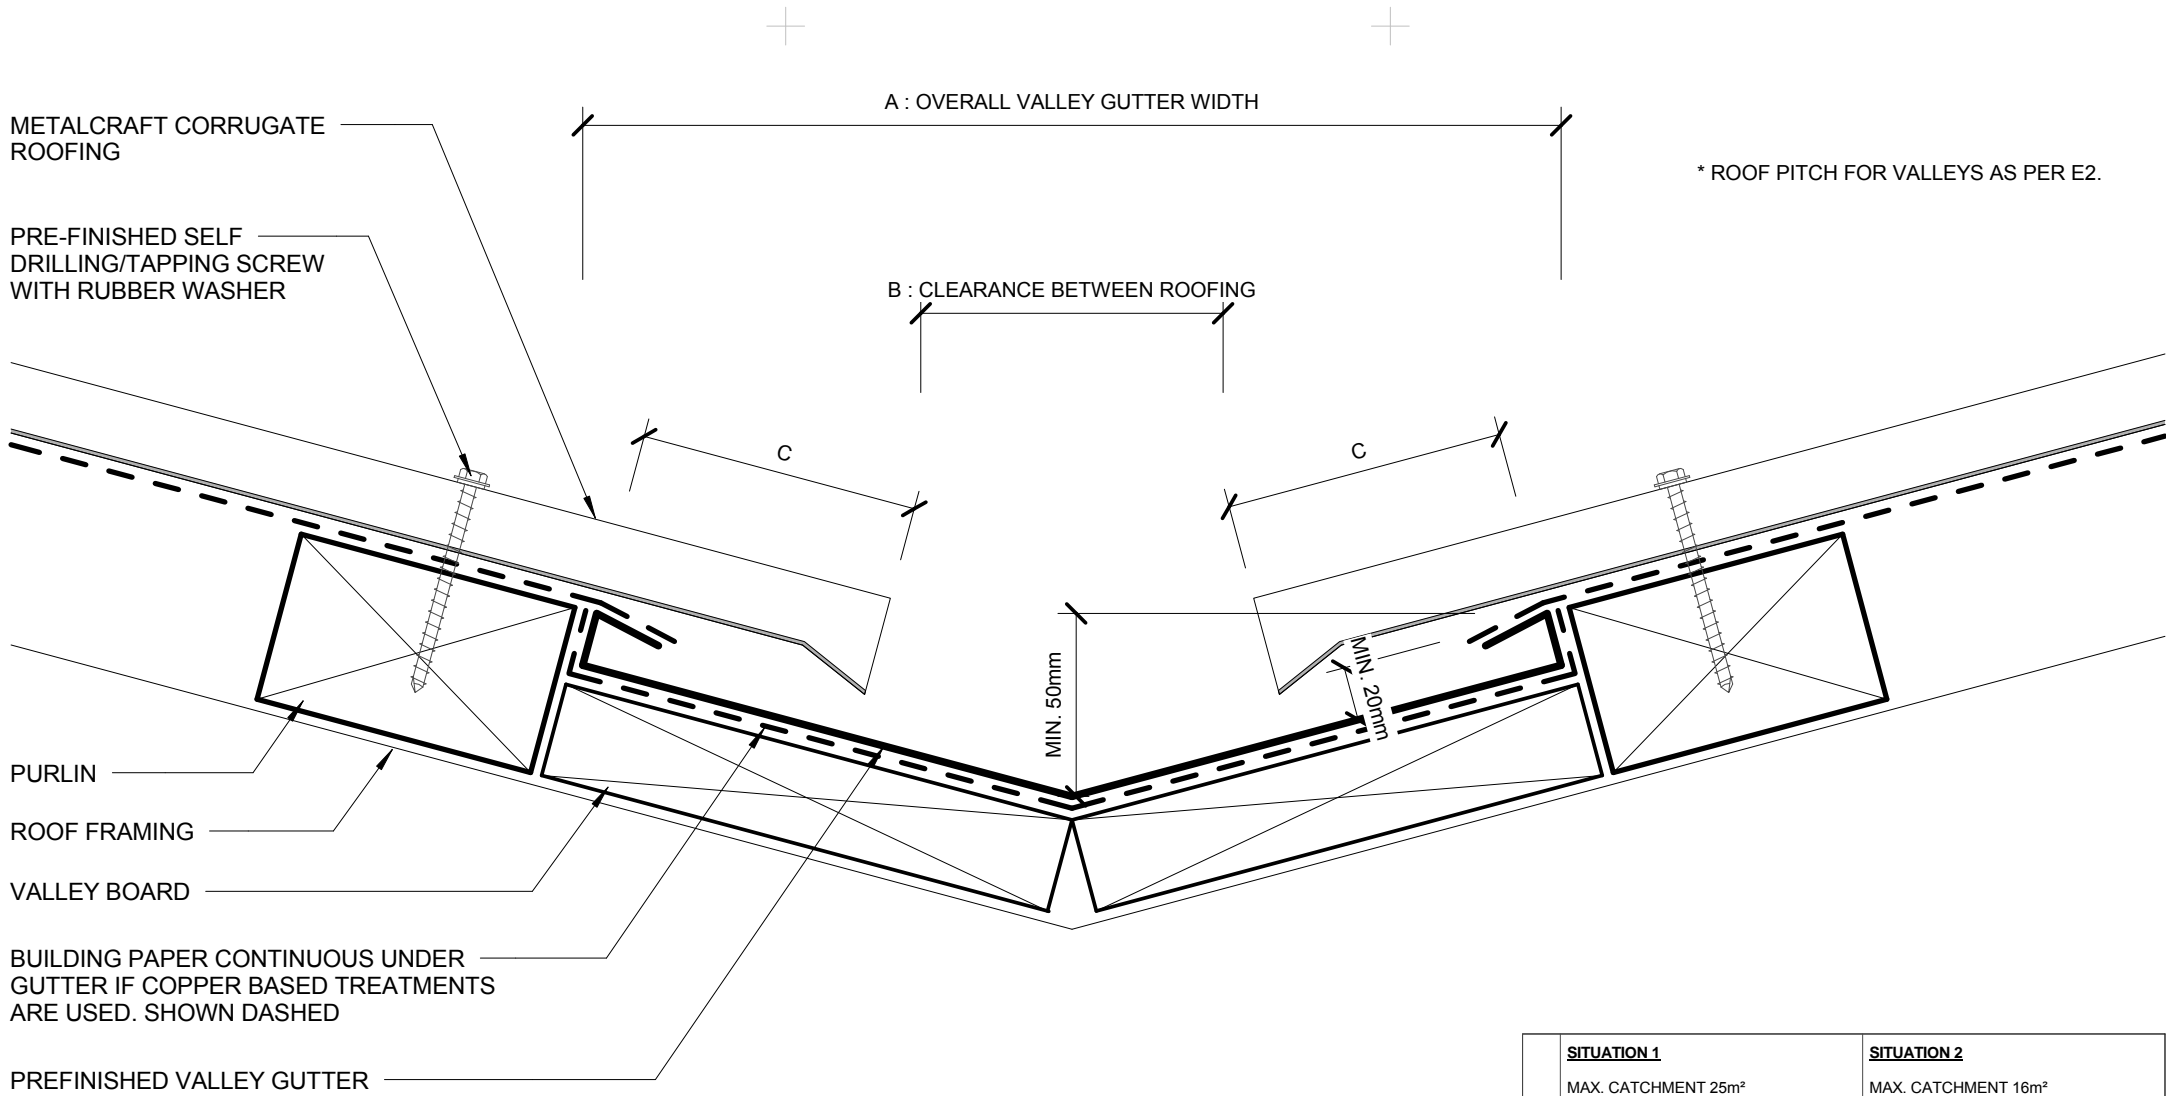 A : OVERALL VALLEY GUTTER WIDTH
METALCRAFT CORRUGATE
ROOFING
* ROOF PITCH FOR VALLEYS AS PER E2.
PRE-FINISHED SELF
DRILLING/TAPPING SCREW
WITH RUBBER WASHER
B : CLEARANCE BETWEEN ROOFING
C
C
MIN. 50mm
MIN. 20mm
PURLIN
ROOF FRAMING
VALLEY BOARD
BUILDING PAPER CONTINUOUS UNDER
GUTTER IF COPPER BASED TREATMENTS
ARE USED. SHOWN DASHED
PREFINISHED VALLEY GUTTER
SITUATION 1
MAX. CATCHMENT 25m²
SITUATION 2
MAX. CATCHMENT 16m²